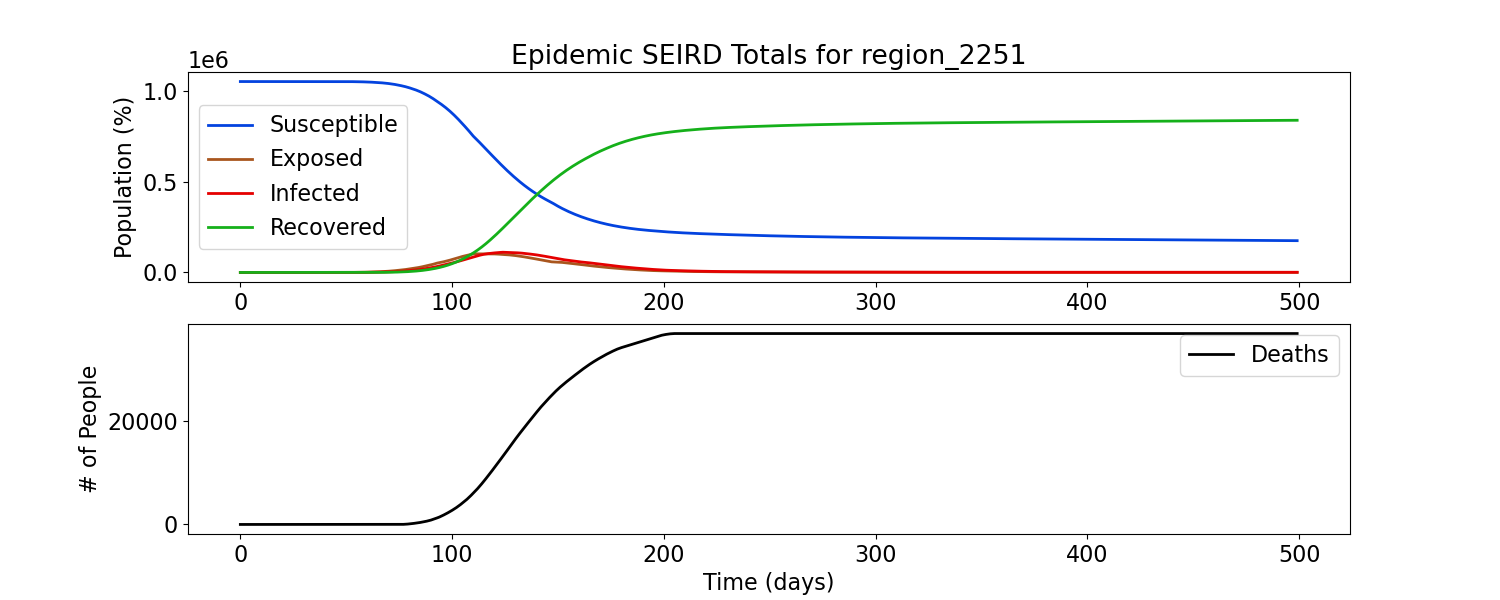 Epidemic SEIRD Totals for region_2251
1e6
Population (%)
1.0
0.5
0.0
Susceptible
Exposed
Infected
Recovered
0 100 200 300 400 500
# of People
20000
0
Deaths
0 100 200 300 400 500
Time (days)